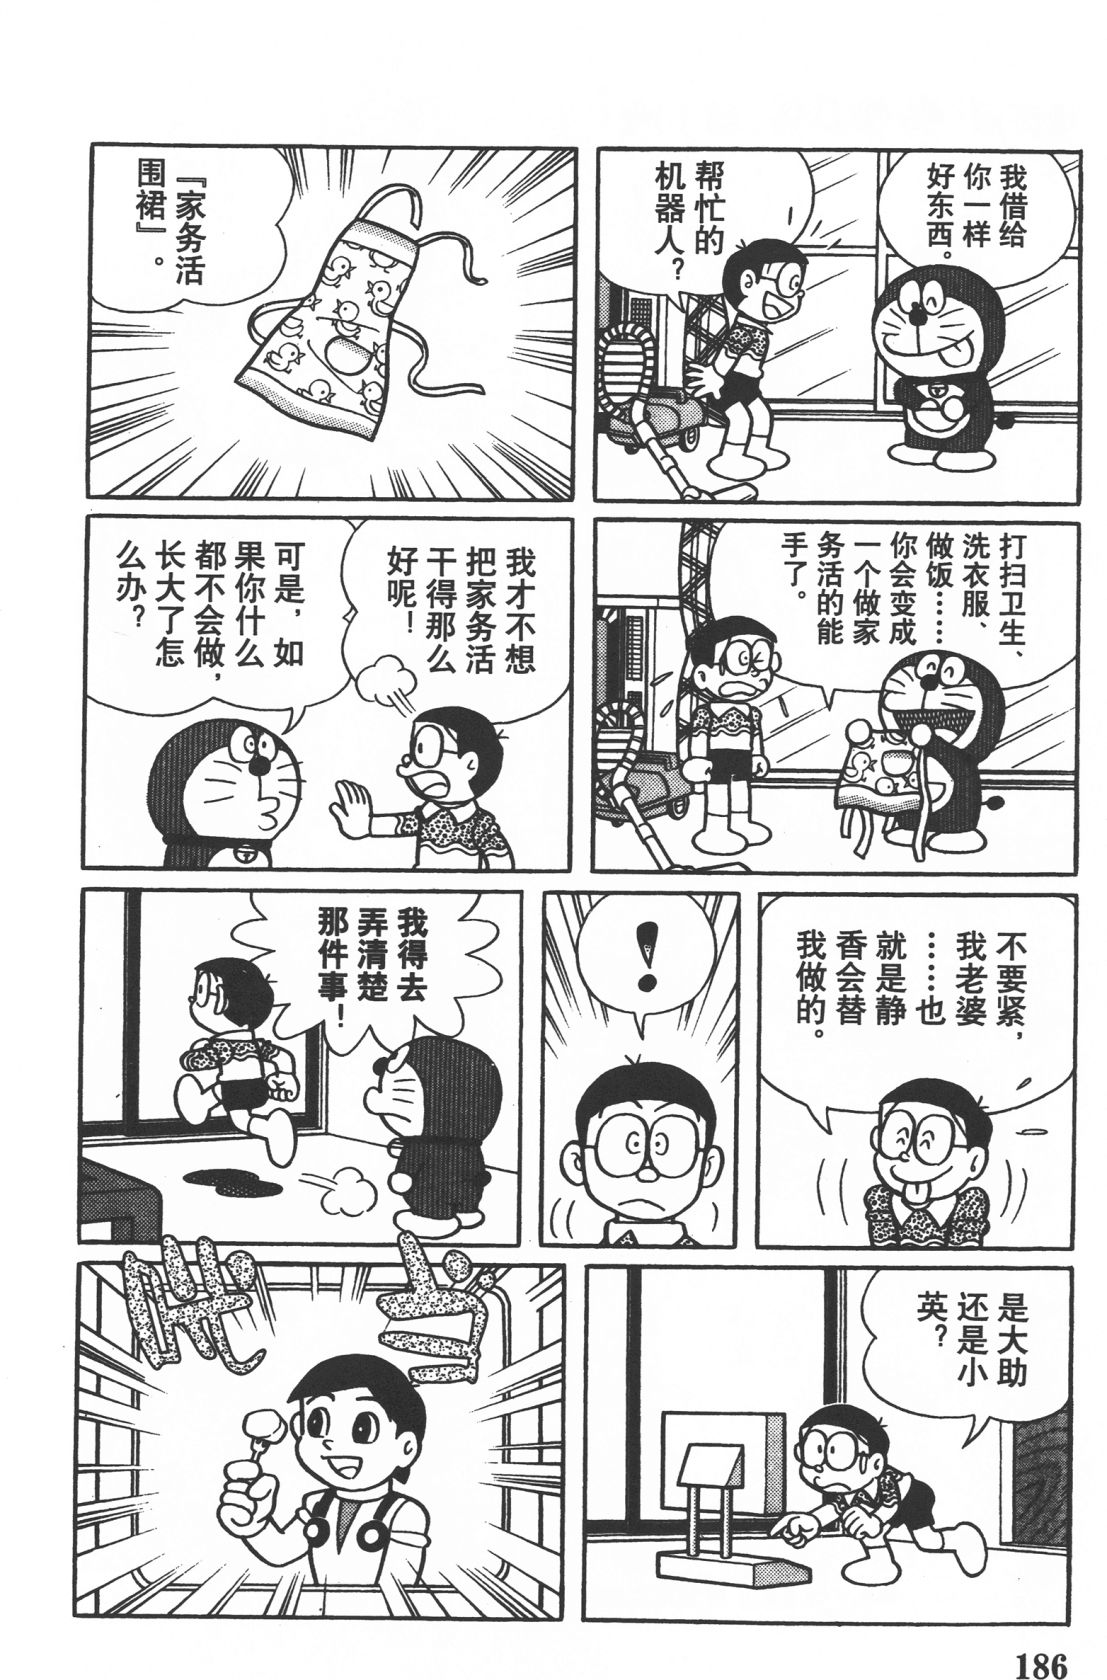 我借给
你一样
好东西。
帮忙的
机器人？
『家务活
围裙』。
打扫卫生、
洗衣服、
做饭……
你会变成
一个做家
务活的能
手了。
我才不想
把家务活
干得那么
好呢！
可是，如
果你什么
都不会做，
长大了怎
么办？
不要紧，
我老婆
……也
就是静
香会替
我做的。
！
我得去
弄清楚
那件事！
是大助
还是小
英？
186